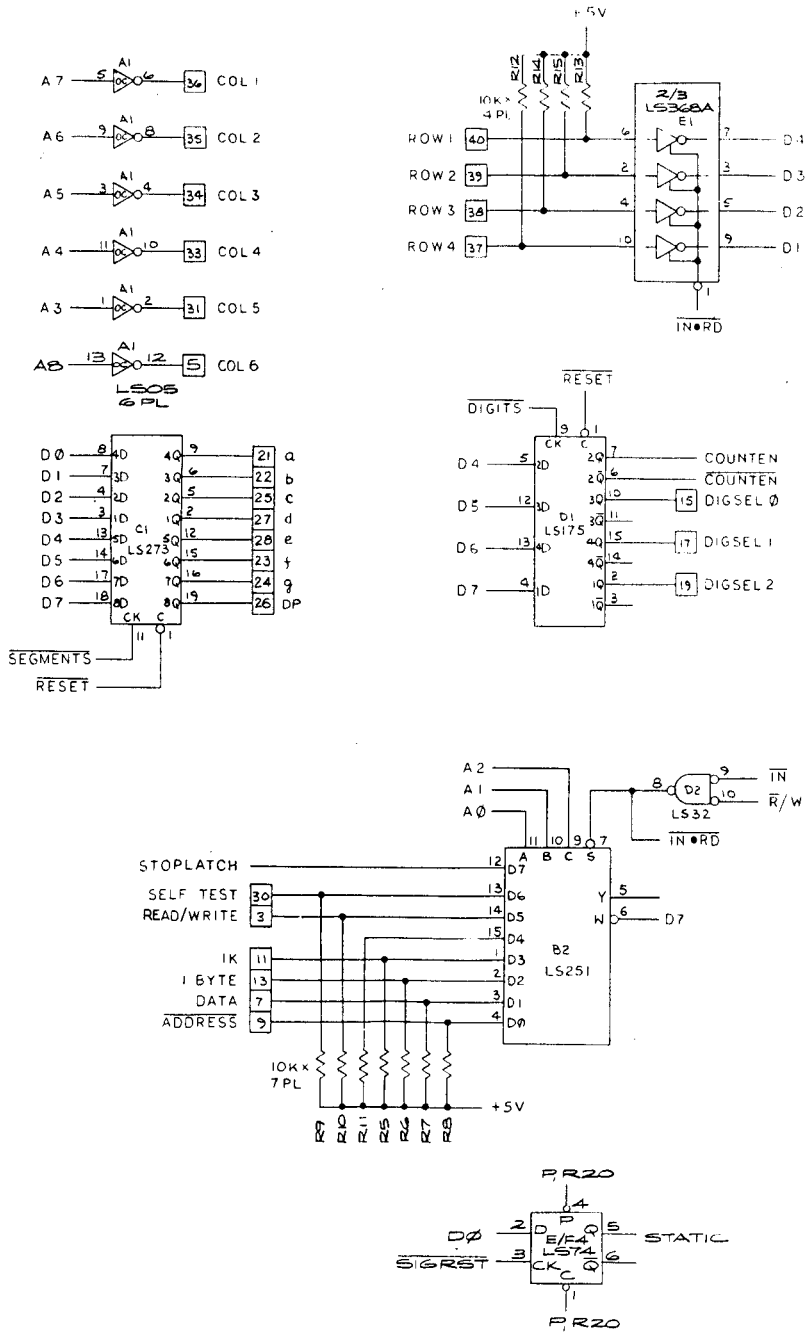 A7 5 A1 6 36 COL 1
A6 9 A1 8 35 COL 2
A5 3 A1 4 34 COL 3
A4 11 A1 10 33 COL 4
A3 1 A1 2 31 COL 5
A8 13 A1 12 5 COL 6
LS05
6 PL
+5V
R12 R14 R15 R13
10K×
4 PL
2/3
LS368A
E1
ROW 1 40 6 7 D4
ROW 2 39 2 3 D3
ROW 3 38 4 5 D2
ROW 4 37 10 9 D1
1
IN•RD
D0 8 4D 4Q 9 21 a
D1 7 3D 3Q 6 22 b
D2 4 2D 2Q 5 25 c
D3 3 1D 1Q 2 27 d
D4 13 5D 5Q 12 28 e
D5 14 6D 6Q 15 23 f
D6 17 7D 7Q 16 24 g
D7 18 8D 8Q 19 26 DP
C1
LS273
CK C
11 1
SEGMENTS
RESET
RESET
DIGITS
9 1
CK C
D4 5 2D 2Q 7 COUNTEN
2Q̅ 6 C̅O̅U̅N̅T̅E̅N̅
D5 12 3D 3Q 10 15 DIGSEL 0
3Q̅ 11
D6 13 4D 4Q 15 17 DIGSEL 1
4Q̅ 14
D7 4 1D 1Q 2 19 DIGSEL 2
1Q̅ 3
D1
LS175
A2
A1
A0
8 D2 9 IN
10 R̅/W
LS32
IN•RD
11 10 9 7
A B C S
STOPLATCH 12 D7
SELF TEST 30 13 D6
READ/WRITE 3 14 D5
15 D4
1K 11 1 D3
1 BYTE 13 2 D2
DATA 7 3 D1
ADDRESS 9 4 D0
Y 5
W 6 D7
B2
LS251
10K×
7 PL
+5V
R9 R10 R11 R5 R6 R7 R8
P,R20
4
P
D0 2 D Q 5 STATIC
E/F4
LS74
SIGRST 3 CK Q̅ 6
C
1
P,R20